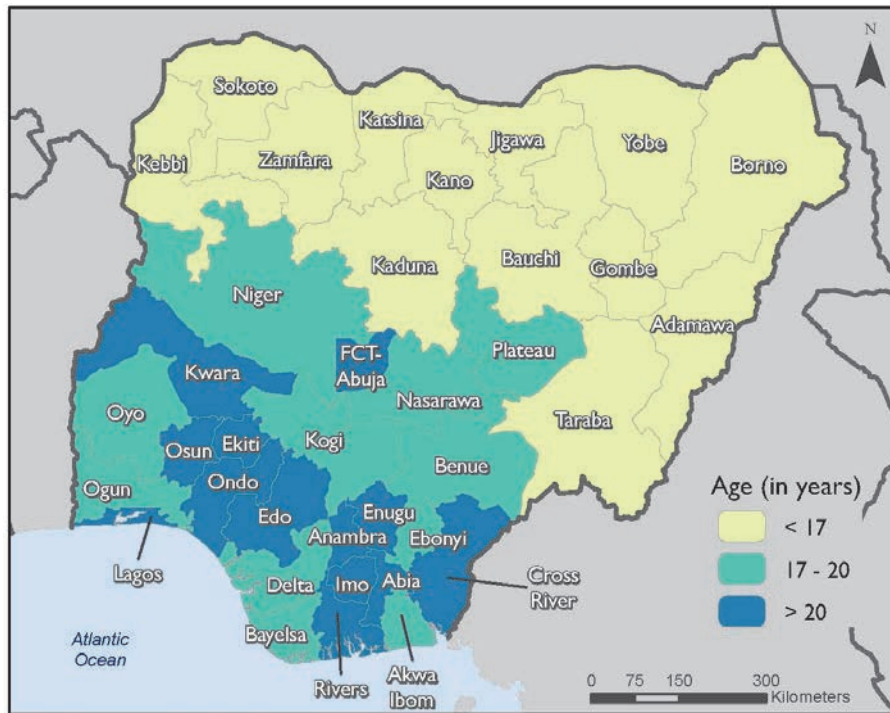 N
Sokoto
Katsina
Jigawa
Yobe
Kebbi
Zamfara
Borno
Kano
Kaduna
Bauchi
Gombe
Niger
Adamawa
FCT-
Abuja
Plateau
Kwara
Nasarawa
Oyo
Taraba
Osun
Ekiti
Kogi
Benue
Ondo
Ogun
Edo
Enugu
Anambra
Ebonyi
Lagos
Delta
Imo
Abia
Cross
River
Bayelsa
Rivers
Akwa
Ibom
Atlantic
Ocean
Age (in years)
< 17
17 - 20
> 20
0 75 150 300
Kilometers